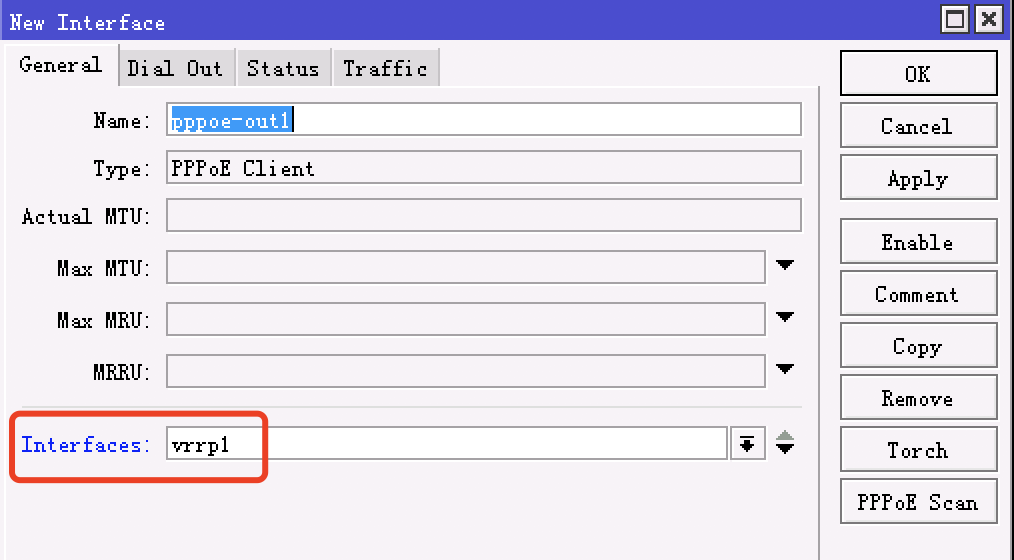 New Interface
General Dial Out Status Traffic
OK
Name: pppoe-out1
Cancel
Type: PPPoE Client
Apply
Actual MTU:
Enable
Max MTU:
Comment
Max MRU:
Copy
MRRU:
Remove
Interfaces: vrrp1
Torch
PPPoE Scan